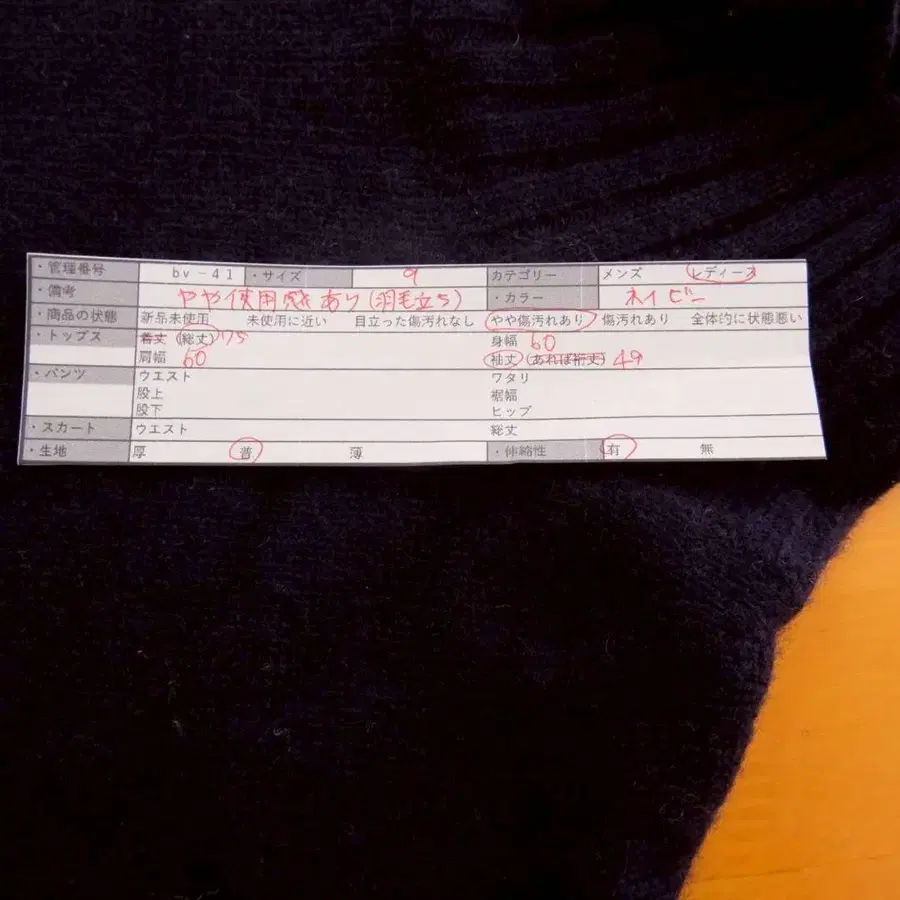 ・管理番号 bv-41 ・サイズ 9 カテゴリー メンズ レディース
・備考 やや使用感あり(羽毛立ち) ・カラー ネイビー
・商品の状態 新品未使用 未使用に近い 目立った傷汚れなし やや傷汚れあり 傷汚れあり 全体的に状態悪い
・トップス 着丈 (総丈) 175 身幅 60
肩幅 60 袖丈 (あれば裄丈) 49
・パンツ ウエスト ワタリ
股上 裾幅
股下 ヒップ
・スカート ウエスト 総丈
・生地 厚 普 薄 ・伸縮性 有 無